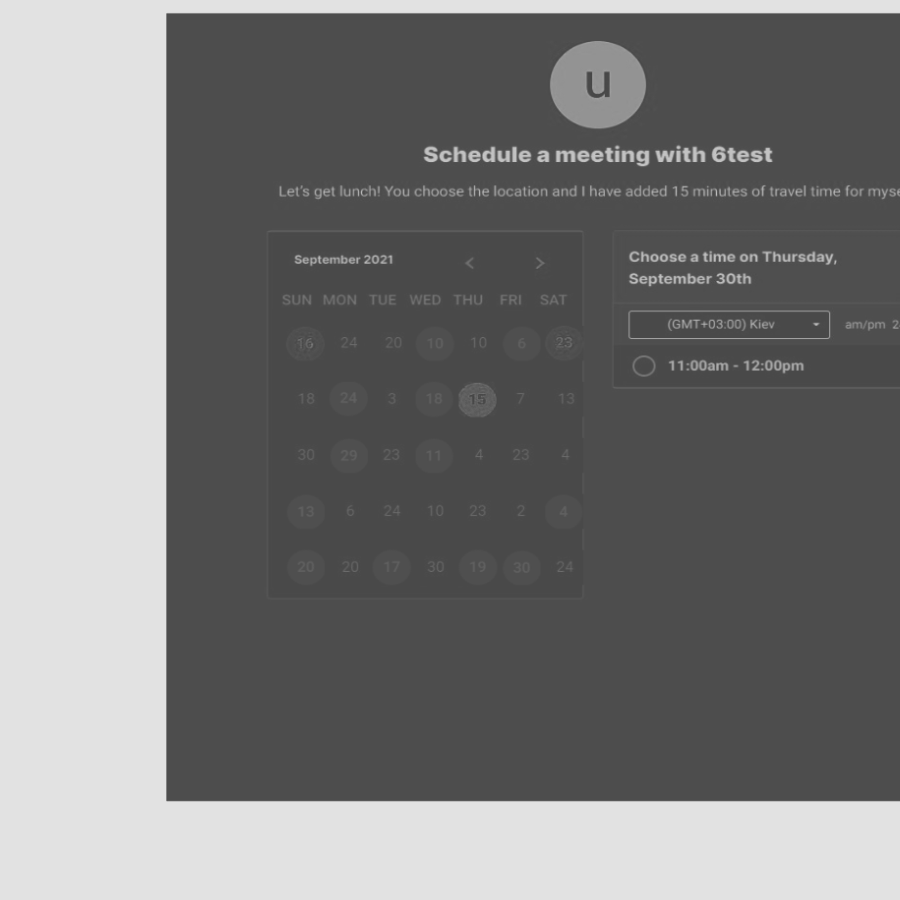 u
Schedule a meeting with 6test
Let's get lunch! You choose the location and I have added 15 minutes of travel time for
September 2021 < >
SUN MON TUE WED THU FRI SAT
16 24 20 10 10 6 23
18 24 3 18 15 7 13
30 29 23 11 4 23 4
13 6 24 10 23 2 4
20 20 17 30 19 30 24
Choose a time on Thursday,
September 30th
(GMT+03:00) Kiev am/pm
11:00am - 12:00pm